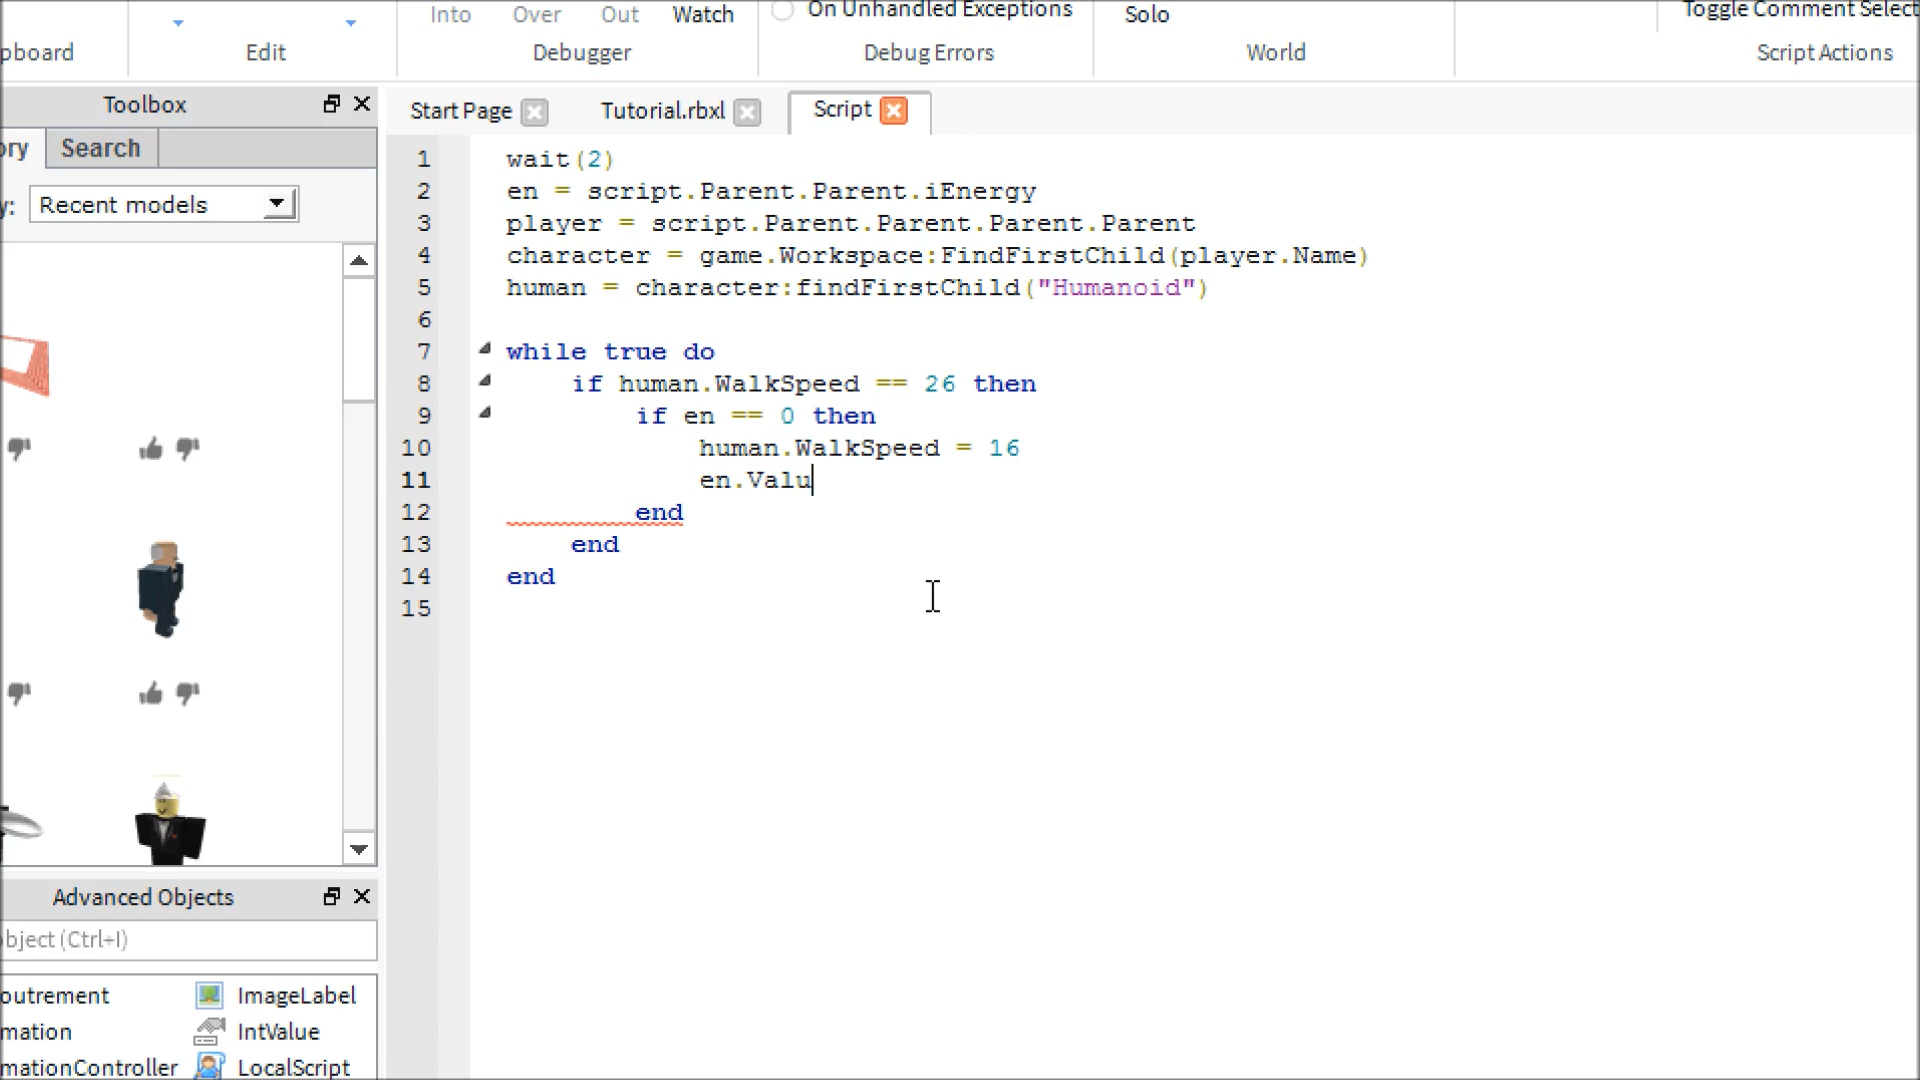 Into Over Out Watch On Unhandled Exceptions Solo Toggle Comment Select
pboard Edit Debugger Debug Errors World Script Actions
Toolbox
Start Page Tutorial.rbxl Script
ory Search
y: Recent models
1 wait(2)
2 en = script.Parent.Parent.iEnergy
3 player = script.Parent.Parent.Parent.Parent
4 character = game.Workspace:FindFirstChild(player.Name)
5 human = character:findFirstChild("Humanoid")
6
7 while true do
8 if human.WalkSpeed == 26 then
9 if en == 0 then
10 human.WalkSpeed = 16
11 en.Valu
12 end
13 end
14 end
15
Advanced Objects
bject (Ctrl+I)
outrement ImageLabel
mation IntValue
mationController LocalScript